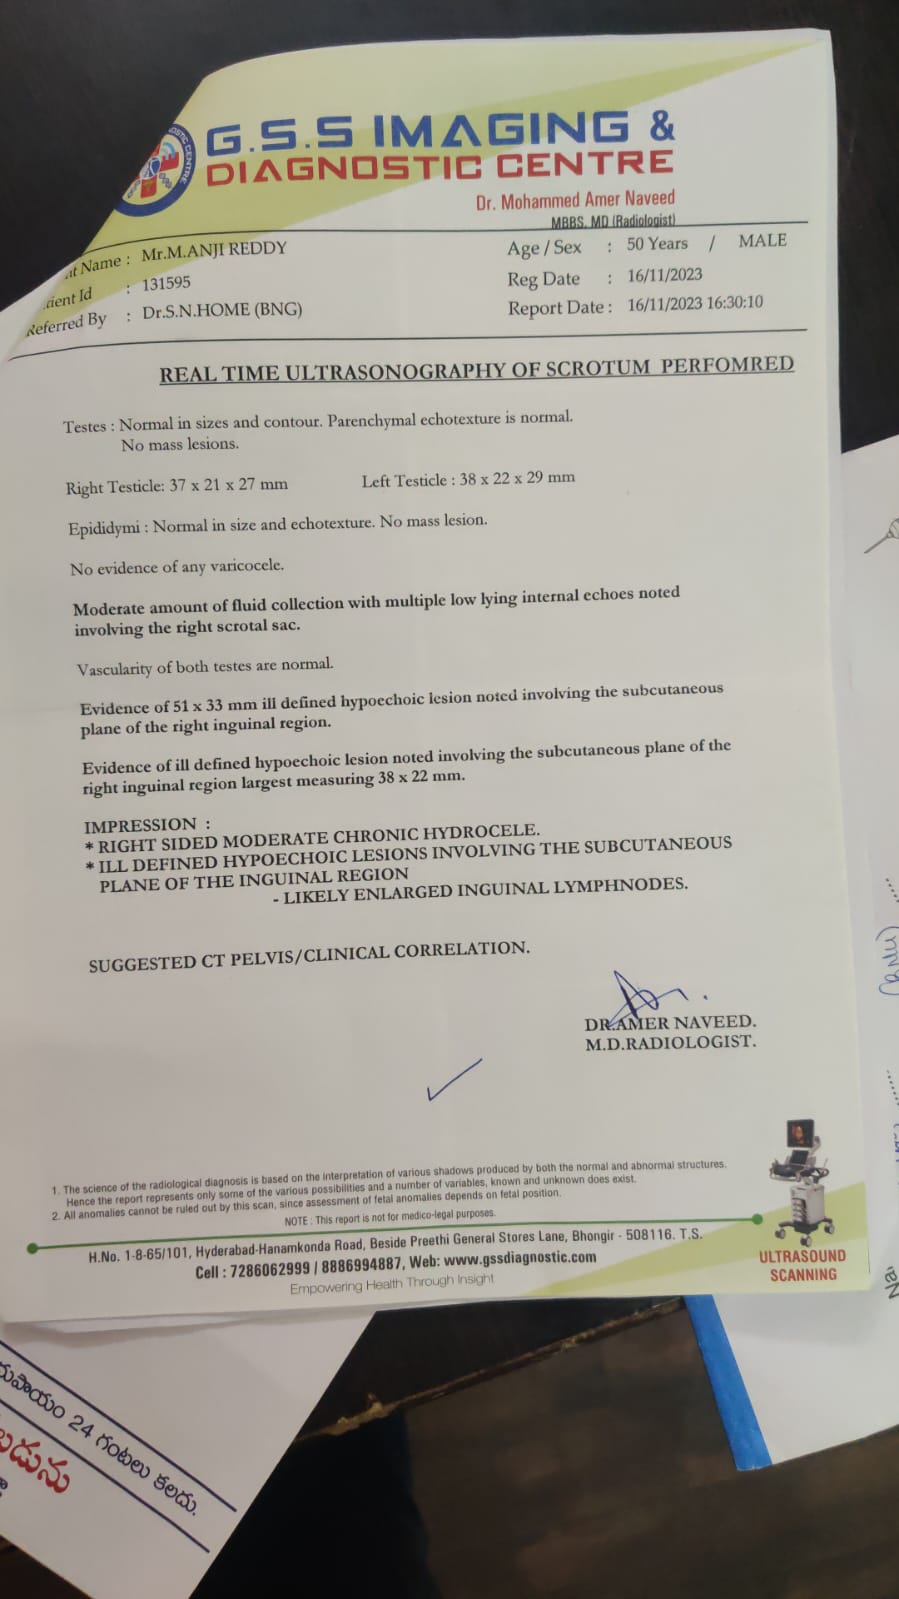 G.S.S IMAGING &
DIAGNOSTIC CENTRE
Dr. Mohammed Amer Naveed
MBBS, MD (Radiologist)
Name : Mr.M.ANJI REDDY
Age / Sex : 50 Years / MALE
Id : 131595
Reg Date : 16/11/2023
Referred By : Dr.S.N.HOME (BNG)
Report Date : 16/11/2023 16:30:10
REAL TIME ULTRASONOGRAPHY OF SCROTUM PERFOMRED
Testes : Normal in sizes and contour. Parenchymal echotexture is normal.
No mass lesions.
Right Testicle: 37 x 21 x 27 mm Left Testicle : 38 x 22 x 29 mm
Epididymi : Normal in size and echotexture. No mass lesion.
No evidence of any varicocele.
Moderate amount of fluid collection with multiple low lying internal echoes noted
involving the right scrotal sac.
Vascularity of both testes are normal.
Evidence of 51 x 33 mm ill defined hypoechoic lesion noted involving the subcutaneous
plane of the right inguinal region.
Evidence of ill defined hypoechoic lesion noted involving the subcutaneous plane of the
right inguinal region largest measuring 38 x 22 mm.
IMPRESSION :
* RIGHT SIDED MODERATE CHRONIC HYDROCELE.
* ILL DEFINED HYPOECHOIC LESIONS INVOLVING THE SUBCUTANEOUS
PLANE OF THE INGUINAL REGION
- LIKELY ENLARGED INGUINAL LYMPHNODES.
SUGGESTED CT PELVIS/CLINICAL CORRELATION.
DR.AMER NAVEED.
M.D.RADIOLOGIST.
1. The science of the radiological diagnosis is based on the interpretation of various shadows produced by both the normal and abnormal structures.
Hence the report represents only some of the various possibilities and a number of variables, known and unknown does exist.
2. All anomalies cannot be ruled out by this scan, since assessment of fetal anomalies depends on fetal position.
NOTE : This report is not for medico-legal purposes.
H.No. 1-8-65/101, Hyderabad-Hanamkonda Road, Beside Preethi General Stores Lane, Bhongir - 508116. T.S.
Cell : 7286062999 / 8886994887, Web: www.gssdiagnostic.com
Empowering Health Through Insight
ULTRASOUND
SCANNING
24 గంటలు కలదు.